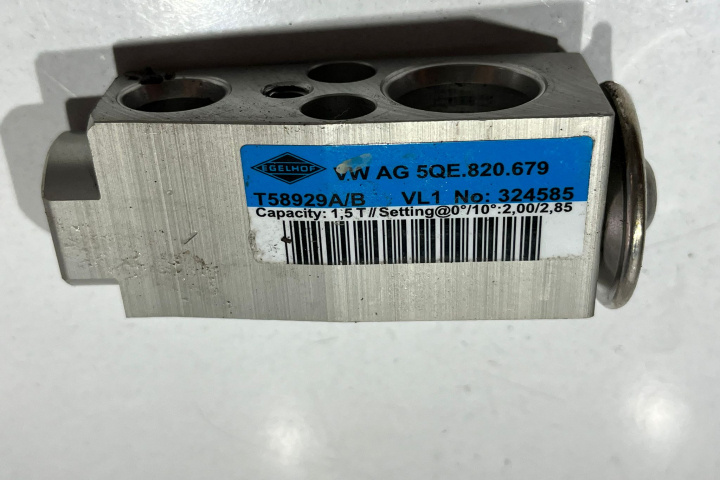 EGELHOF
VW AG 5QE.820.679
T58929A/B VL1 No: 324585
Capacity: 1,5 T // Setting@0°/10°:2,00/2,85